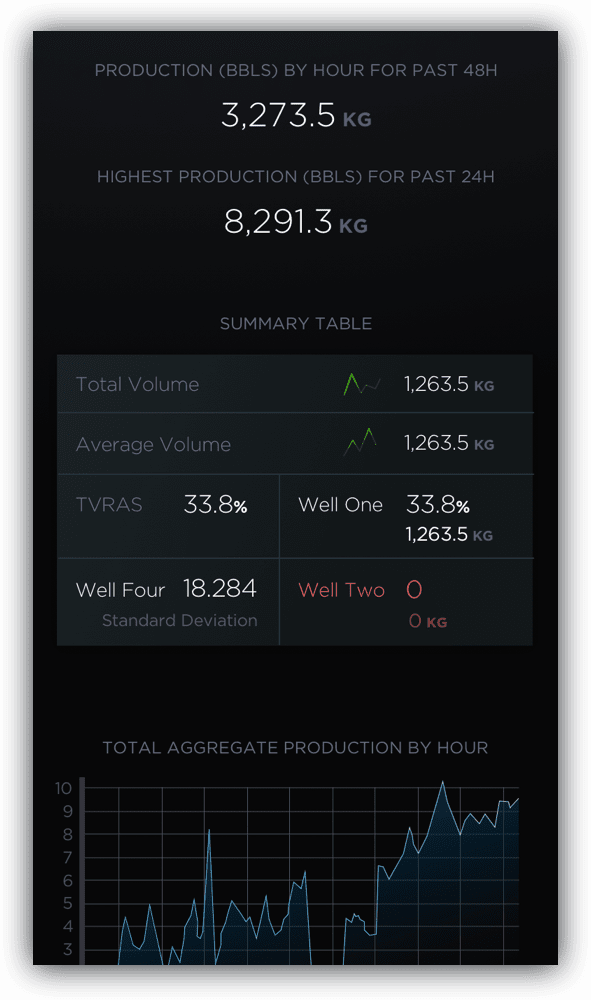 PRODUCTION (BBLS) BY HOUR FOR PAST 48H
3,273.5 KG
HIGHEST PRODUCTION (BBLS) FOR PAST 24H
8,291.3 KG
SUMMARY TABLE
Total Volume 1,263.5 KG
Average Volume 1,263.5 KG
TVRAS 33.8% Well One 33.8%
1,263.5 KG
Well Four 18.284 Well Two 0
Standard Deviation 0 KG
TOTAL AGGREGATE PRODUCTION BY HOUR
10
9
8
7
6
5
4
3